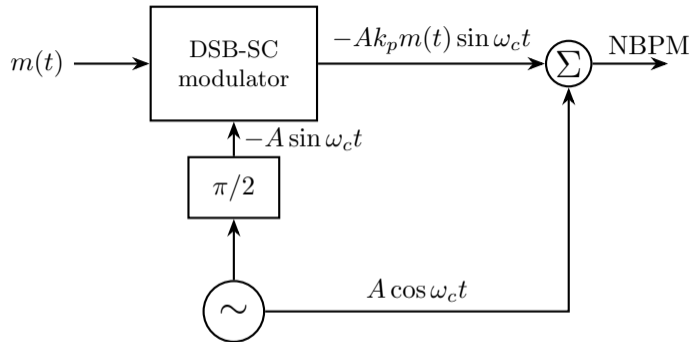 DSB-SC
modulator
m(t)
−Ak_p m(t) sin ω_c t
Σ
NBPM
−A sin ω_c t
π/2
A cos ω_c t
∼